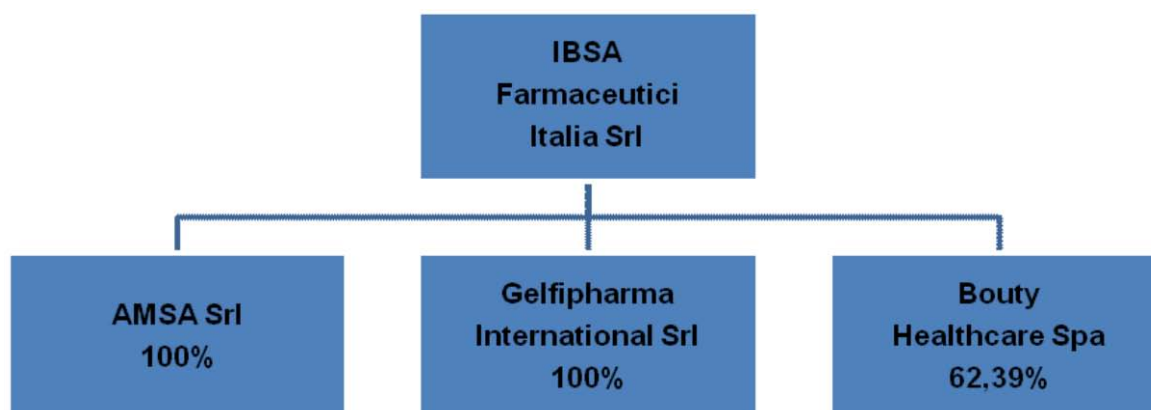 IBSA
Farmaceutici
Italia Srl
AMSA Srl
100%
Gelfipharma
International Srl
100%
Bouty
Healthcare Spa
62,39%